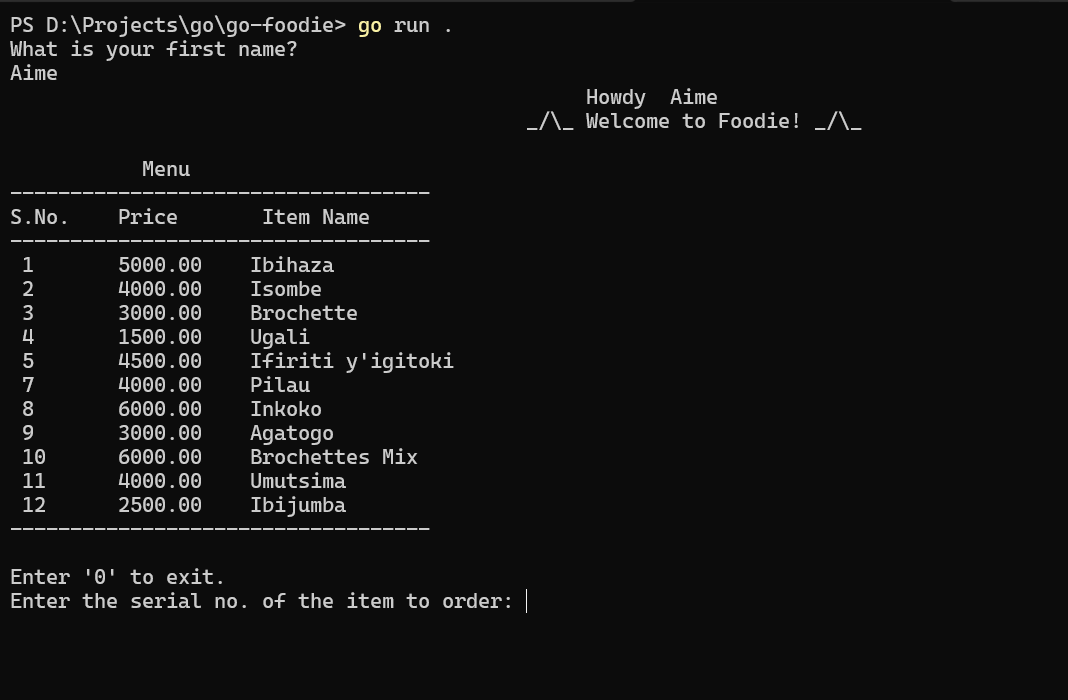 PS D:\Projects\go\go-foodie> go run .
What is your first name?
Aime
Howdy  Aime
_/\_ Welcome to Foodie! _/\_
Menu
-----------------------------------
S.No.    Price       Item Name
-----------------------------------
1       5000.00    Ibihaza
2       4000.00    Isombe
3       3000.00    Brochette
4       1500.00    Ugali
5       4500.00    Ifiriti y'igitoki
7       4000.00    Pilau
8       6000.00    Inkoko
9       3000.00    Agatogo
10      6000.00    Brochettes Mix
11      4000.00    Umutsima
12      2500.00    Ibijumba
-----------------------------------
Enter '0' to exit.
Enter the serial no. of the item to order: